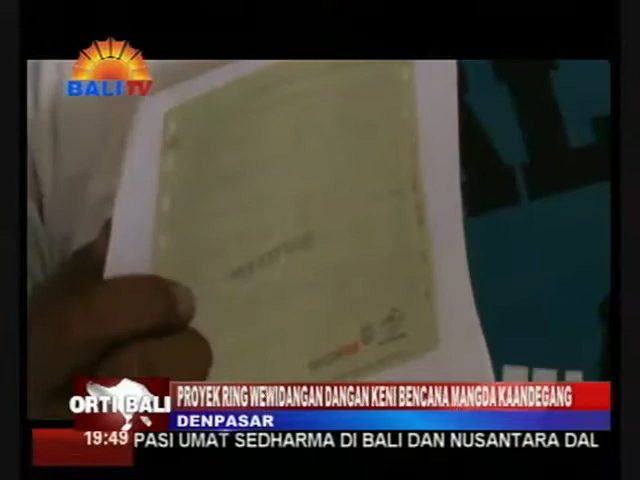 BALI TV
ORTI BALI
PROYEK RING WEWIDANGAN DANGAN KENI BENCANA MANGDA KAANDEGANG
DENPASAR
19:49 PASI UMAT SEDHARMA DI BALI DAN NUSANTARA DAL